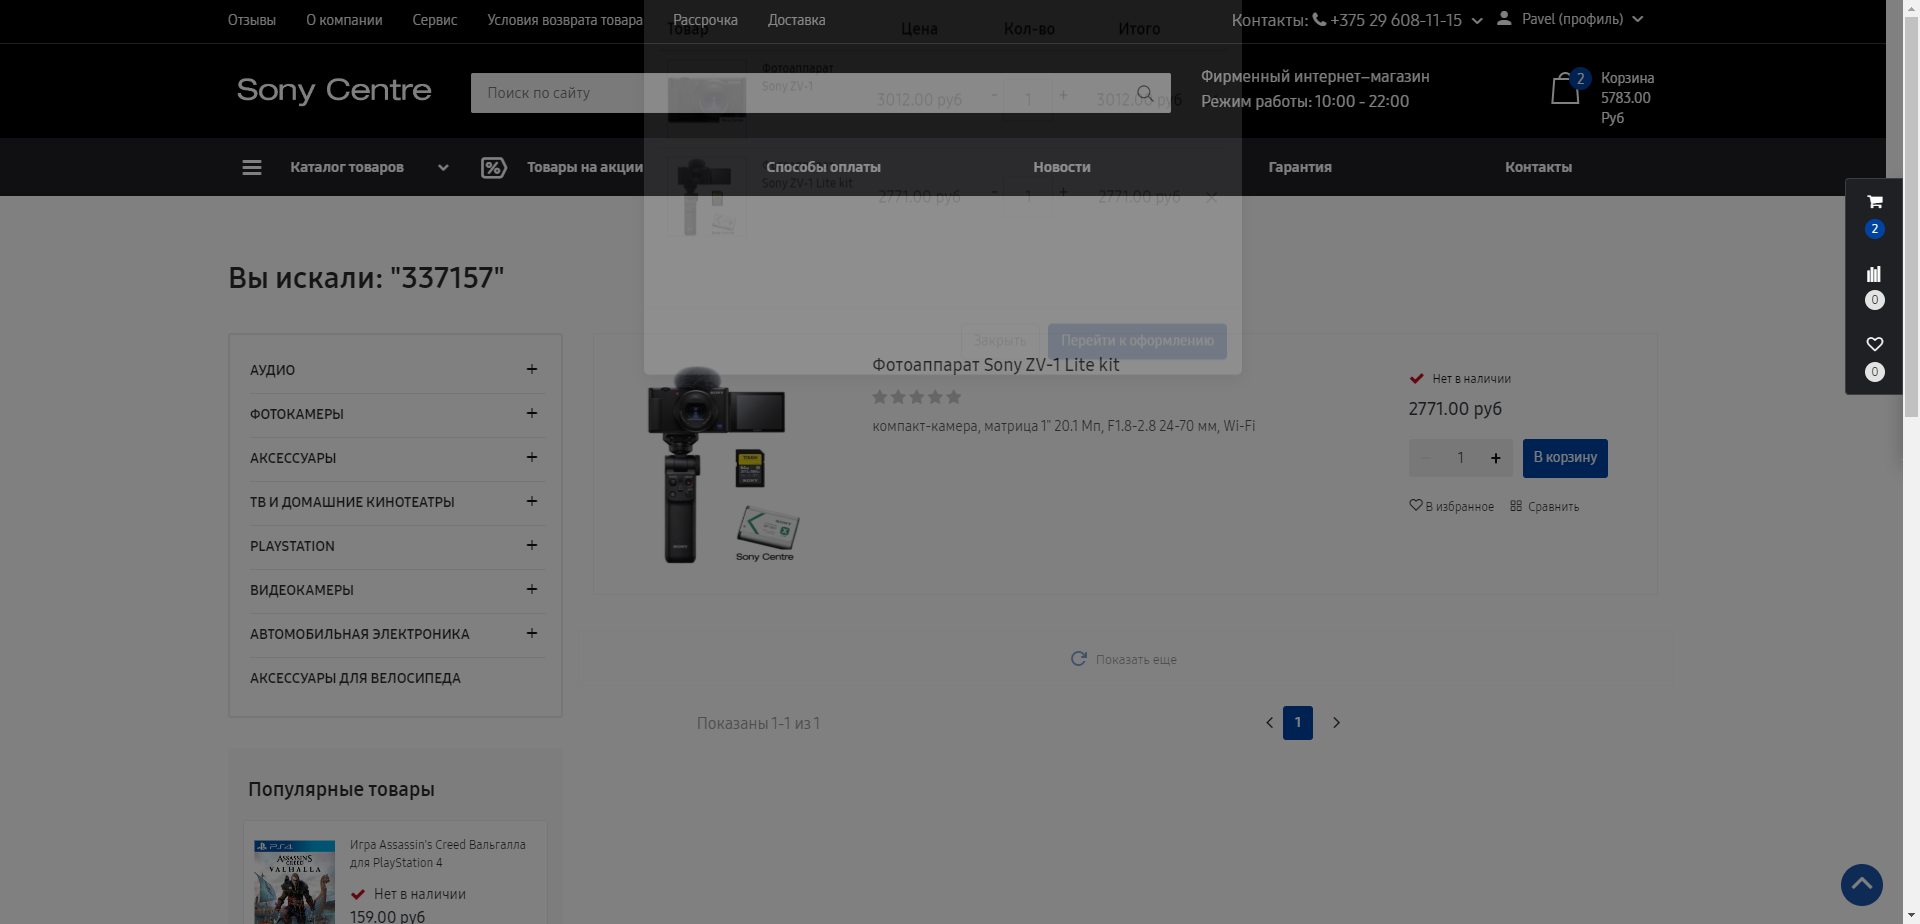 Отзывы О компании Сервис Условия возврата товара Рассрочка Доставка Контакты: +375 29 608-11-15 Pavel (профиль)
Товар Цена Кол-во Итого
Sony Centre Поиск по сайту Фирменный интернет–магазин
Режим работы: 10:00 - 22:00
2 Корзина
5783.00
Руб
Фотоаппарат
Sony ZV-1
3012.00 руб - 1 + 3012.00 руб
Каталог товаров Товары на акции Способы оплаты Новости Гарантия Контакты
Sony ZV-1 Lite kit
2771.00 руб - 1 + 2771.00 руб
2
0
0
Вы искали: "337157"
Закрыть Перейти к оформлению
АУДИО +
ФОТОКАМЕРЫ +
АКСЕССУАРЫ +
ТВ И ДОМАШНИЕ КИНОТЕАТРЫ +
PLAYSTATION +
ВИДЕОКАМЕРЫ +
АВТОМОБИЛЬНАЯ ЭЛЕКТРОНИКА +
АКСЕССУАРЫ ДЛЯ ВЕЛОСИПЕДА
Фотоаппарат Sony ZV-1 Lite kit
компакт-камера, матрица 1" 20.1 Мп, F1.8-2.8 24-70 мм, Wi-Fi
Sony Centre
Нет в наличии
2771.00 руб
1 + В корзину
В избранное Сравнить
Показать еще
Показаны 1-1 из 1
1
Популярные товары
PS4
ASSASSIN'S
CREED
VALHALLA
Игра Assassin's Creed Вальгалла
для PlayStation 4
Нет в наличии
159.00 руб